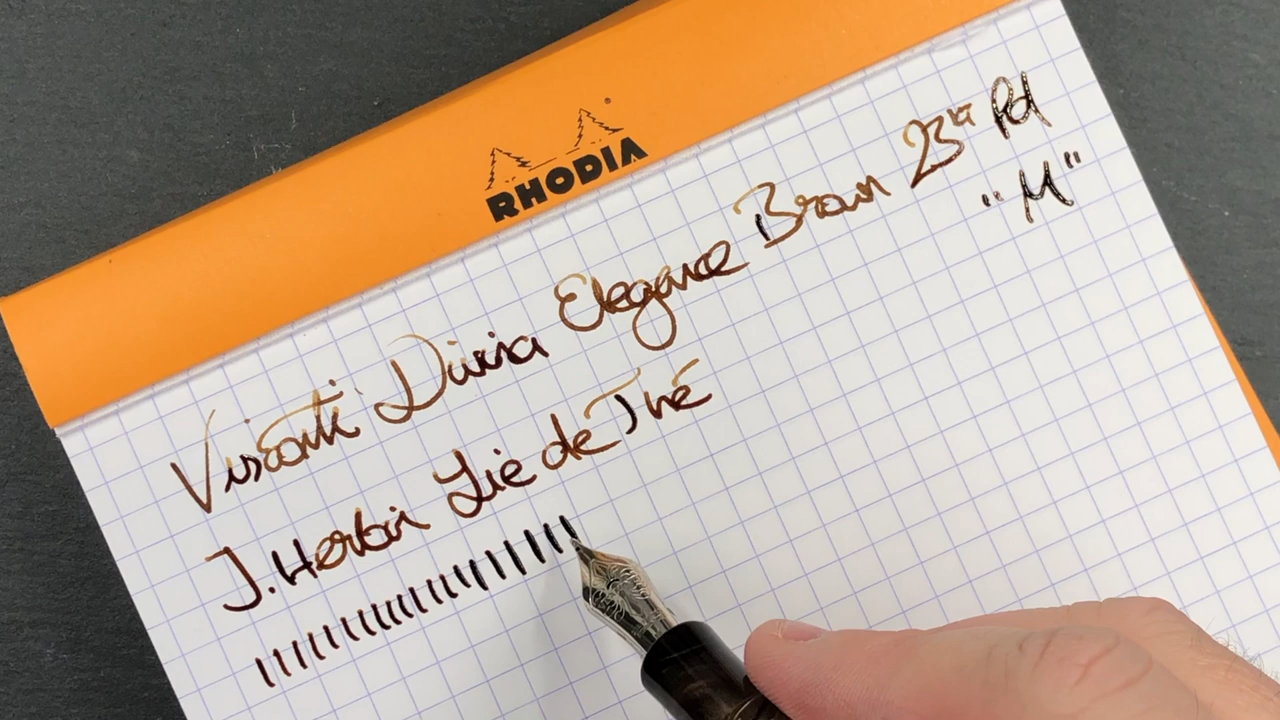 RHODIA
Visconti Divina Elegance Brown 23kt Pd
"M"
J. Herbin Lie de Thé